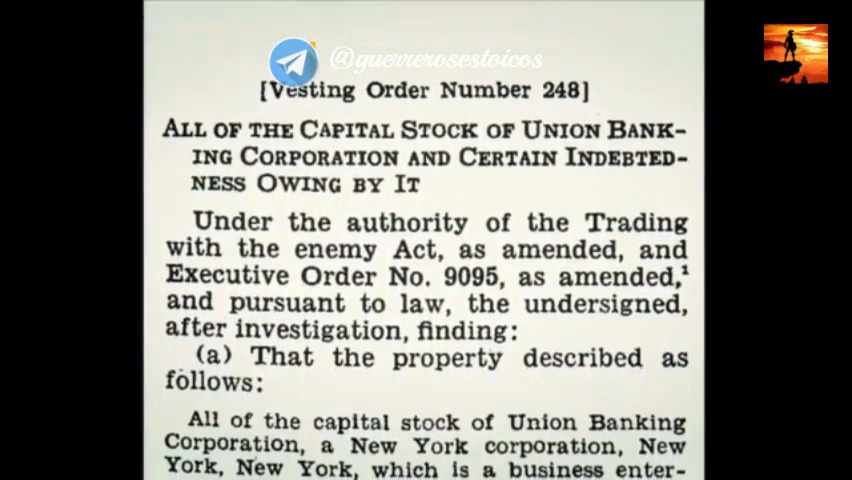 @guerrerosestoicos
[Vesting Order Number 248]
ALL OF THE CAPITAL STOCK OF UNION BANK-
ING CORPORATION AND CERTAIN INDEBTED-
NESS OWING BY IT
Under the authority of the Trading
with the enemy Act, as amended, and
Executive Order No. 9095, as amended,¹
and pursuant to law, the undersigned,
after investigation, finding:
(a) That the property described as
follows:
All of the capital stock of Union Banking
Corporation, a New York corporation, New
York, New York, which is a business enter-